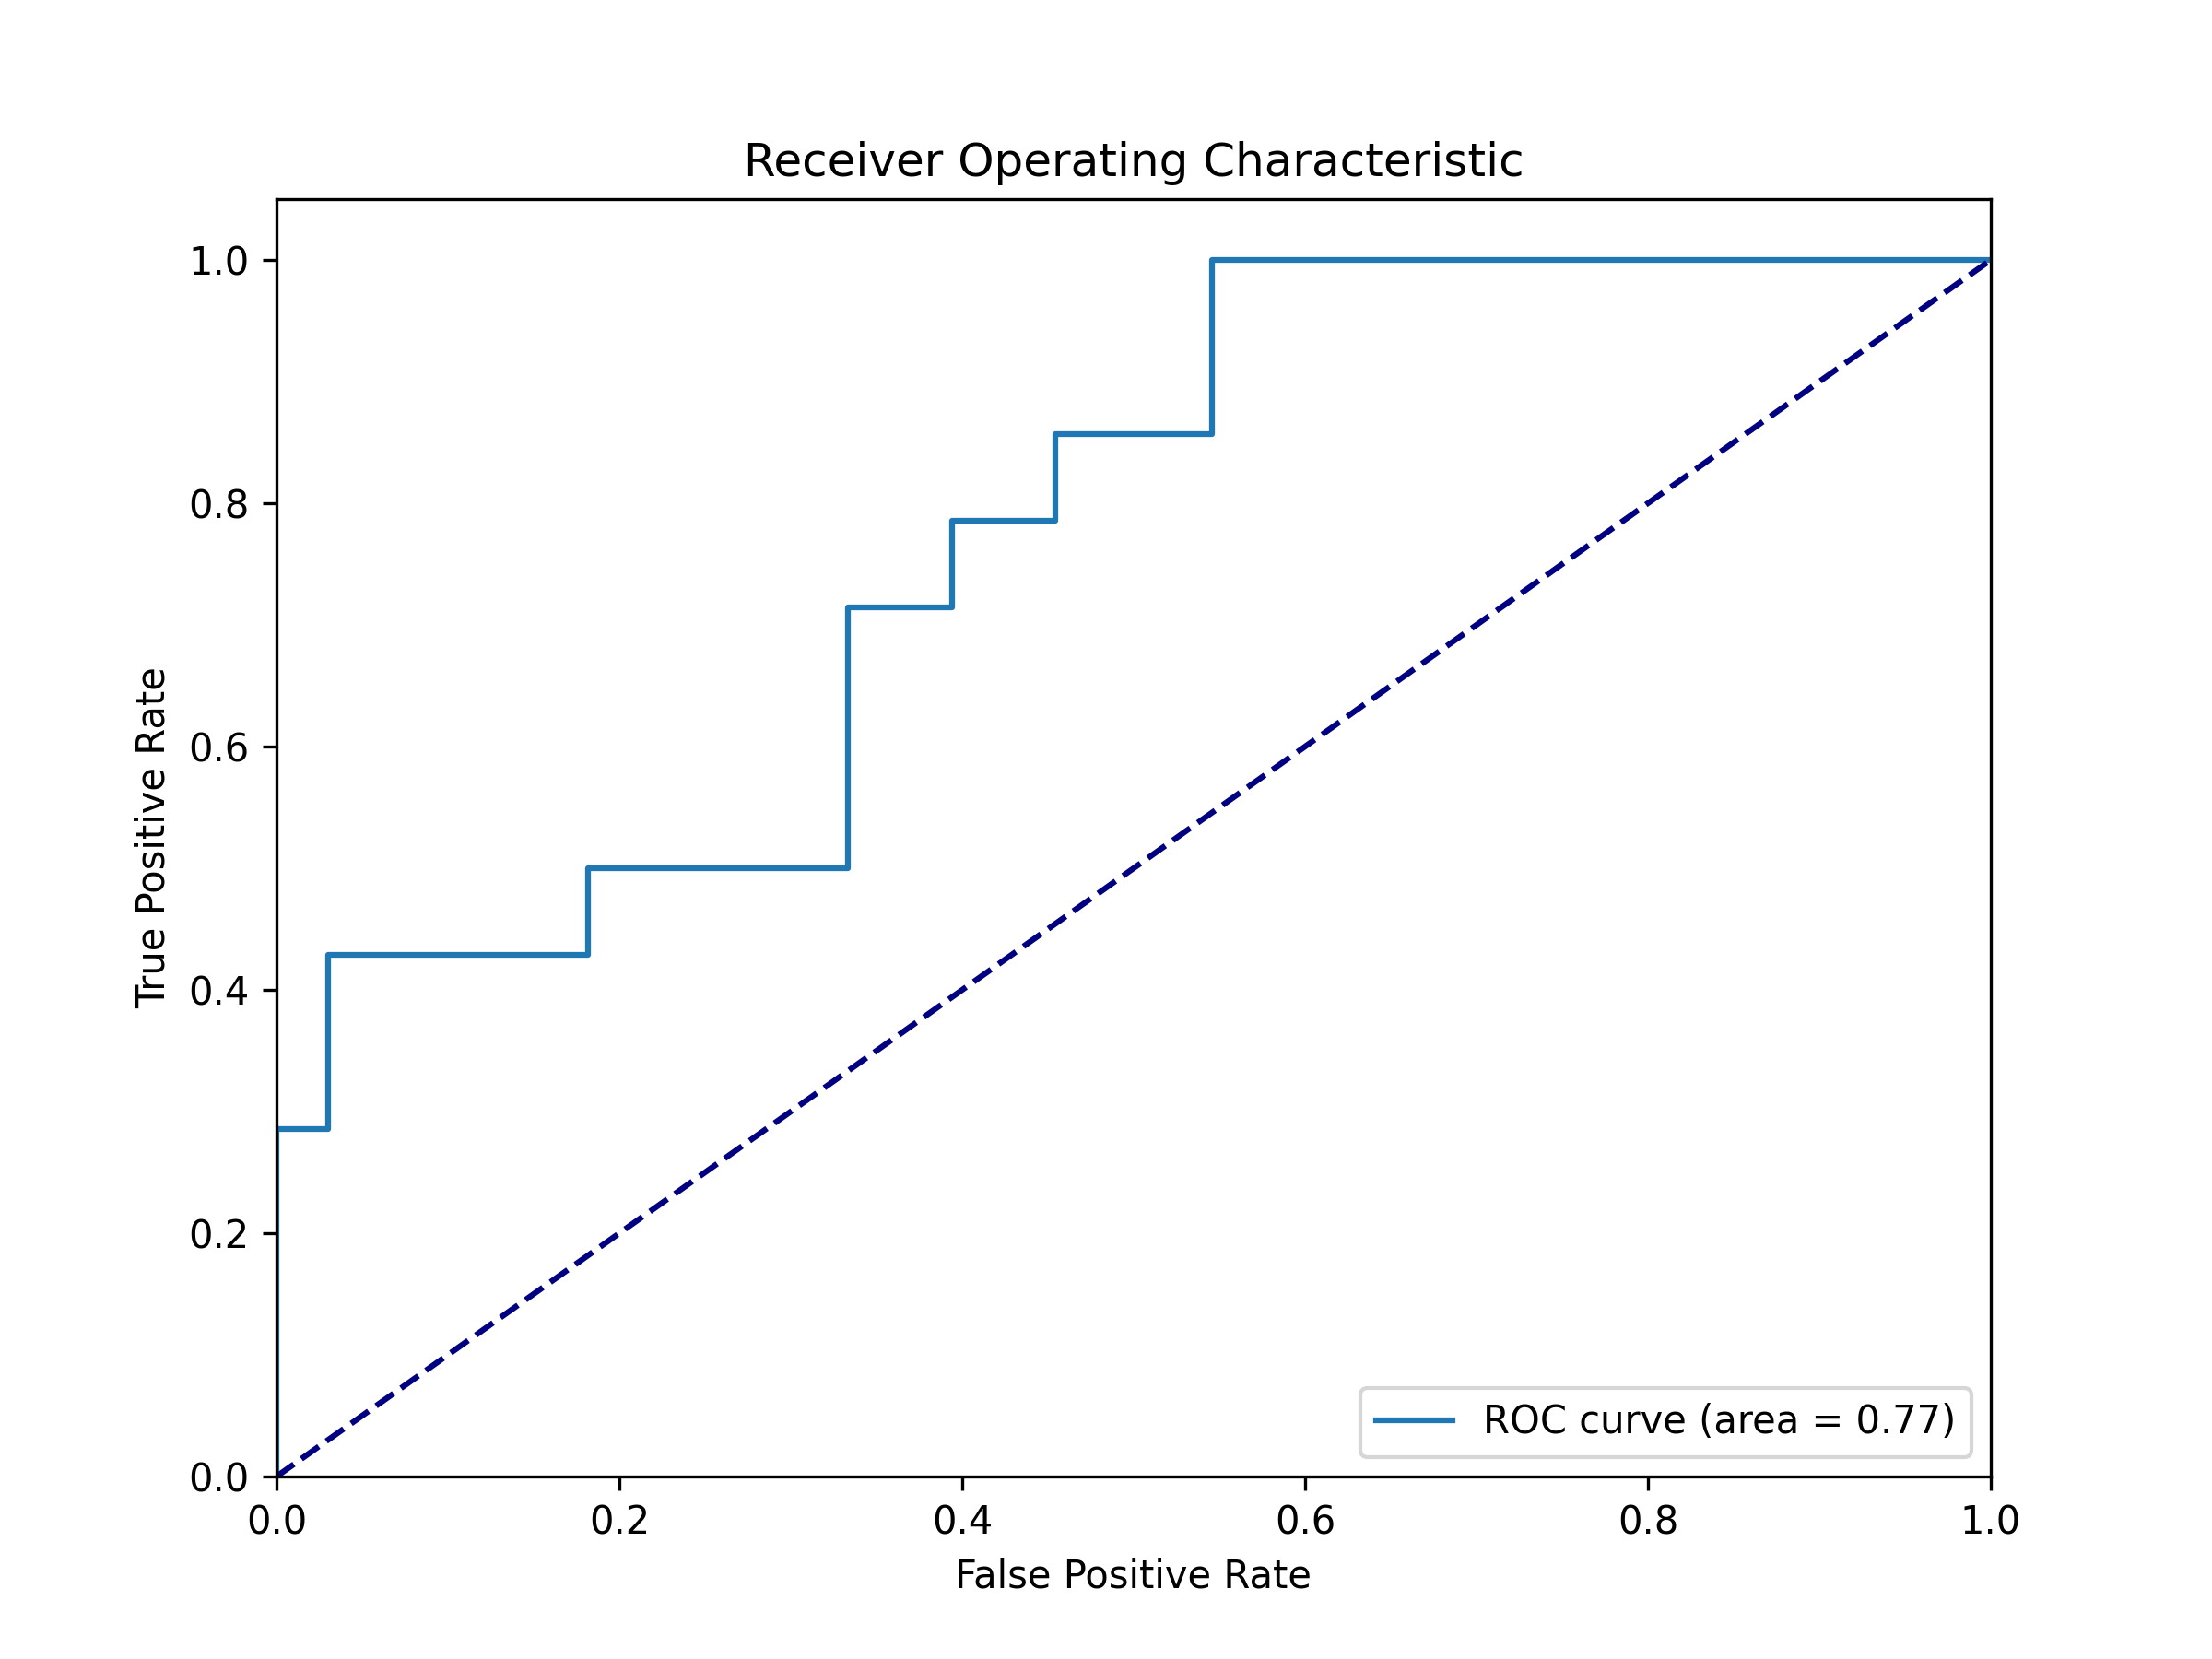 Receiver Operating Characteristic
1.0
0.8
0.6
0.4
0.2
0.0
True Positive Rate
ROC curve (area = 0.77)
0.0 0.2 0.4 0.6 0.8 1.0
False Positive Rate